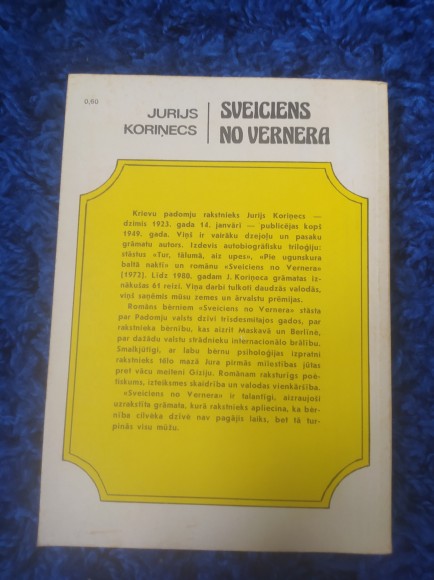 0,60
JURIJS
KORIŅECS
SVEICIENS
NO VERNERA
Krievu padomju rakstnieks Jurijs Koriņecs —
dzimis 1923. gada 14. janvārī — publicējas kopš
1949. gada. Viņš ir vairāku dzejoļu un pasaku
grāmatu autors. Izdevis autobiogrāfisku triloģiju:
stāstus «Tur, tālumā, aiz upes», «Pie ugunskura
baltā naktī» un romānu «Sveiciens no Vernera»
(1972). Līdz 1980. gadam J. Koriņeca grāmatas iz-
nākušas 61 reizi. Viņa darbi tulkoti daudzās valodās,
viņš saņēmis mūsu zemes un ārvalstu prēmijas.
Romāns bērniem «Sveiciens no Vernera» stāsta
par Padomju valsts dzīvi trīsdesmitajos gados, par
rakstnieka bērnību, kas aizrit Maskavā un Berlīnē,
par dažādu valstu strādnieku internacionālo brālību.
Smalkjūtīgi, ar labu bērnu psiholoģijas izpratni
rakstnieks tēlo mazā Jura pirmās mīlestības jūtas
pret vācu meiteni Giziju. Romānam raksturīgs poē-
tiskums, izteiksmes skaidrība un valodas vienkāršība.
«Sveiciens no Vernera» ir talantīgi, aizraujoši
uzrakstīta grāmata, kurā rakstnieks apliecina, ka bēr-
nība cilvēka dzīvē nav pagājis laiks, bet tā tur-
pinās visu mūžu.